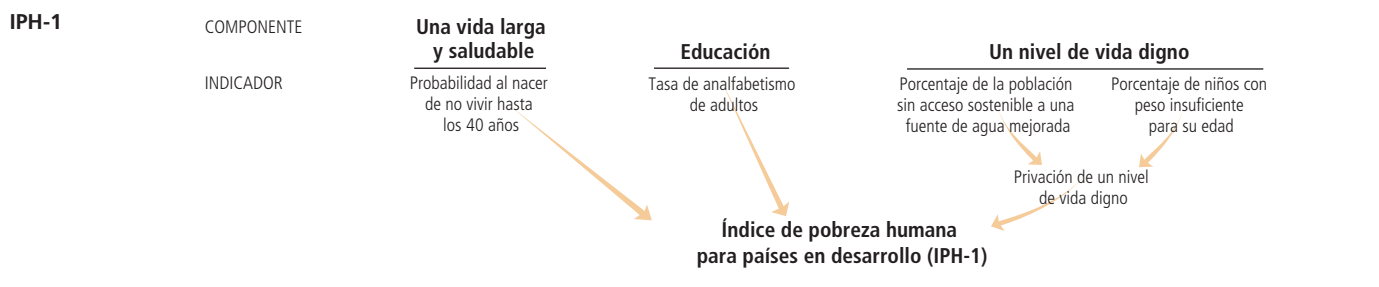 IPH-1
COMPONENTE
Una vida larga
y saludable
Educación
Un nivel de vida digno
INDICADOR
Probabilidad al nacer
de no vivir hasta
los 40 años
Tasa de analfabetismo
de adultos
Porcentaje de la población
sin acceso sostenible a una
fuente de agua mejorada
Porcentaje de niños con
peso insuficiente
para su edad
Privación de un nivel
de vida digno
Índice de pobreza humana
para países en desarrollo (IPH-1)